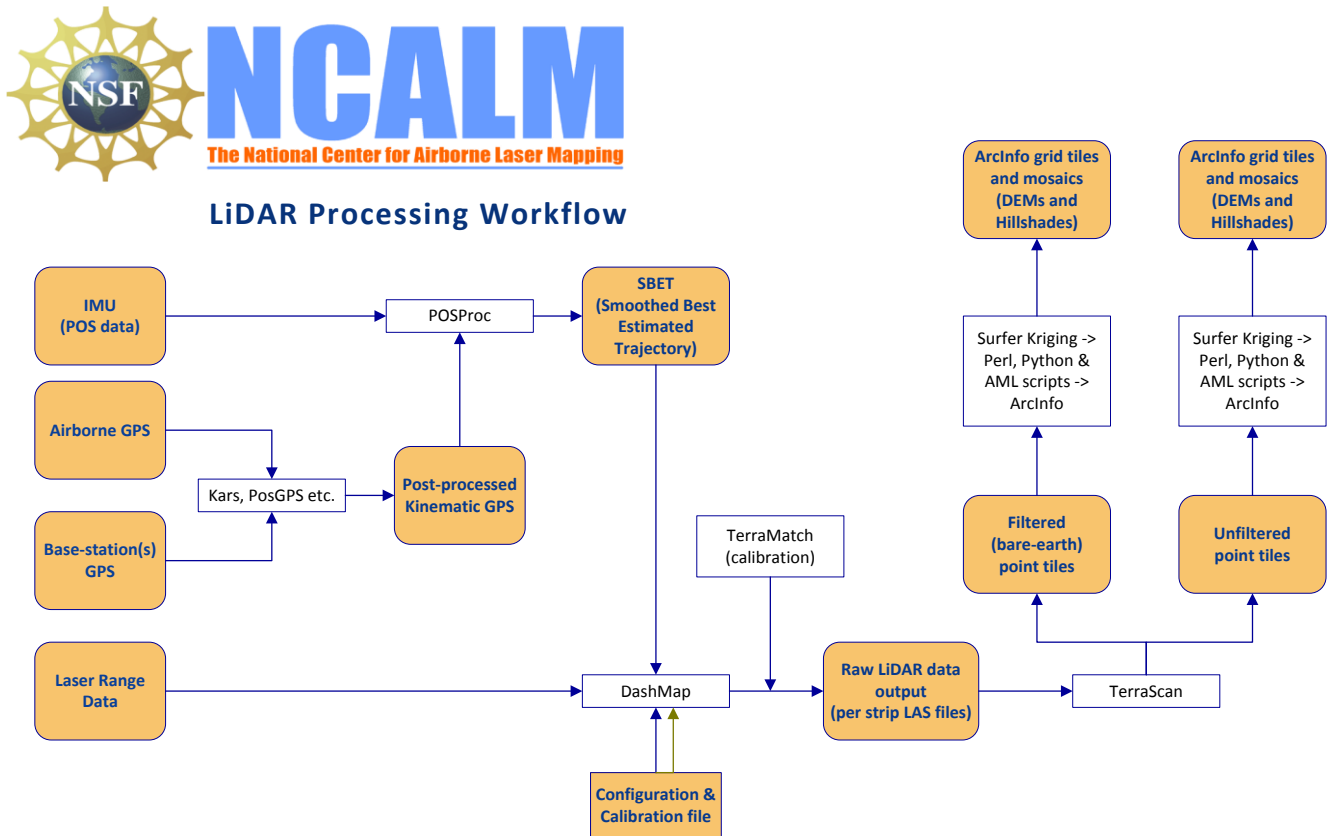 NSF
NCALM
The National Center for Airborne Laser Mapping
LiDAR Processing Workflow
ArcInfo grid tiles
and mosaics
(DEMs and
Hillshades)
ArcInfo grid tiles
and mosaics
(DEMs and
Hillshades)
IMU
(POS data)
POSProc
SBET
(Smoothed Best
Estimated
Trajectory)
Surfer Kriging ->
Perl, Python &
AML scripts ->
ArcInfo
Surfer Kriging ->
Perl, Python &
AML scripts ->
ArcInfo
Airborne GPS
Kars, PosGPS etc.
Post-processed
Kinematic GPS
Base-station(s)
GPS
TerraMatch
(calibration)
Filtered
(bare-earth)
point tiles
Unfiltered
point tiles
Laser Range
Data
DashMap
Raw LiDAR data
output
(per strip LAS files)
TerraScan
Configuration &
Calibration file